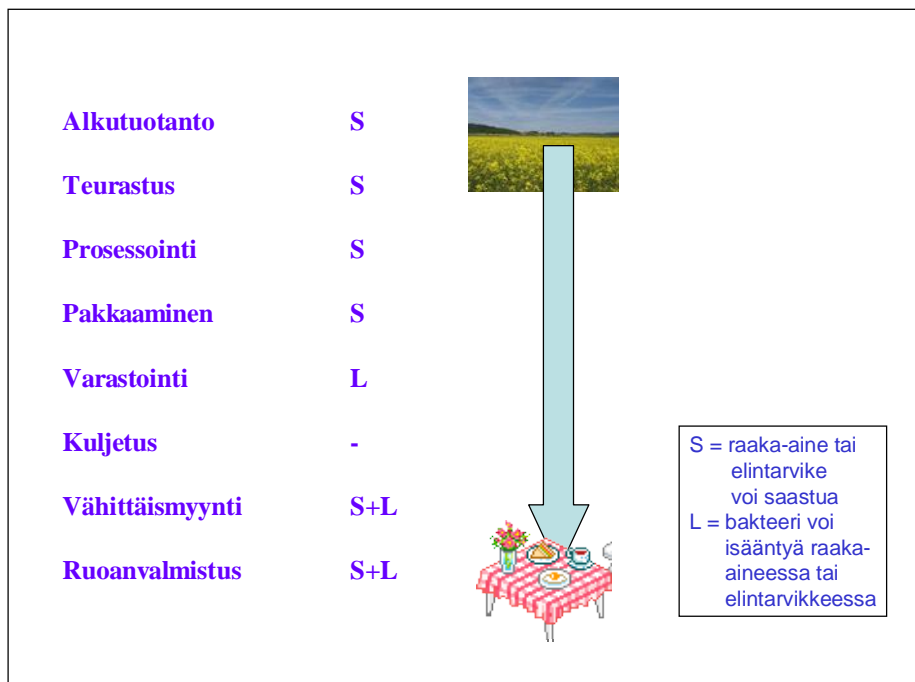 Alkutuotanto S
Teurastus S
Prosessointi S
Pakkaaminen S
Varastointi L
Kuljetus -
Vähittäismyynti S+L
Ruoanvalmistus S+L
S = raaka-aine tai
elintarvike
voi saastua
L = bakteeri voi
isääntyä raaka-
aineessa tai
elintarvikkeessa